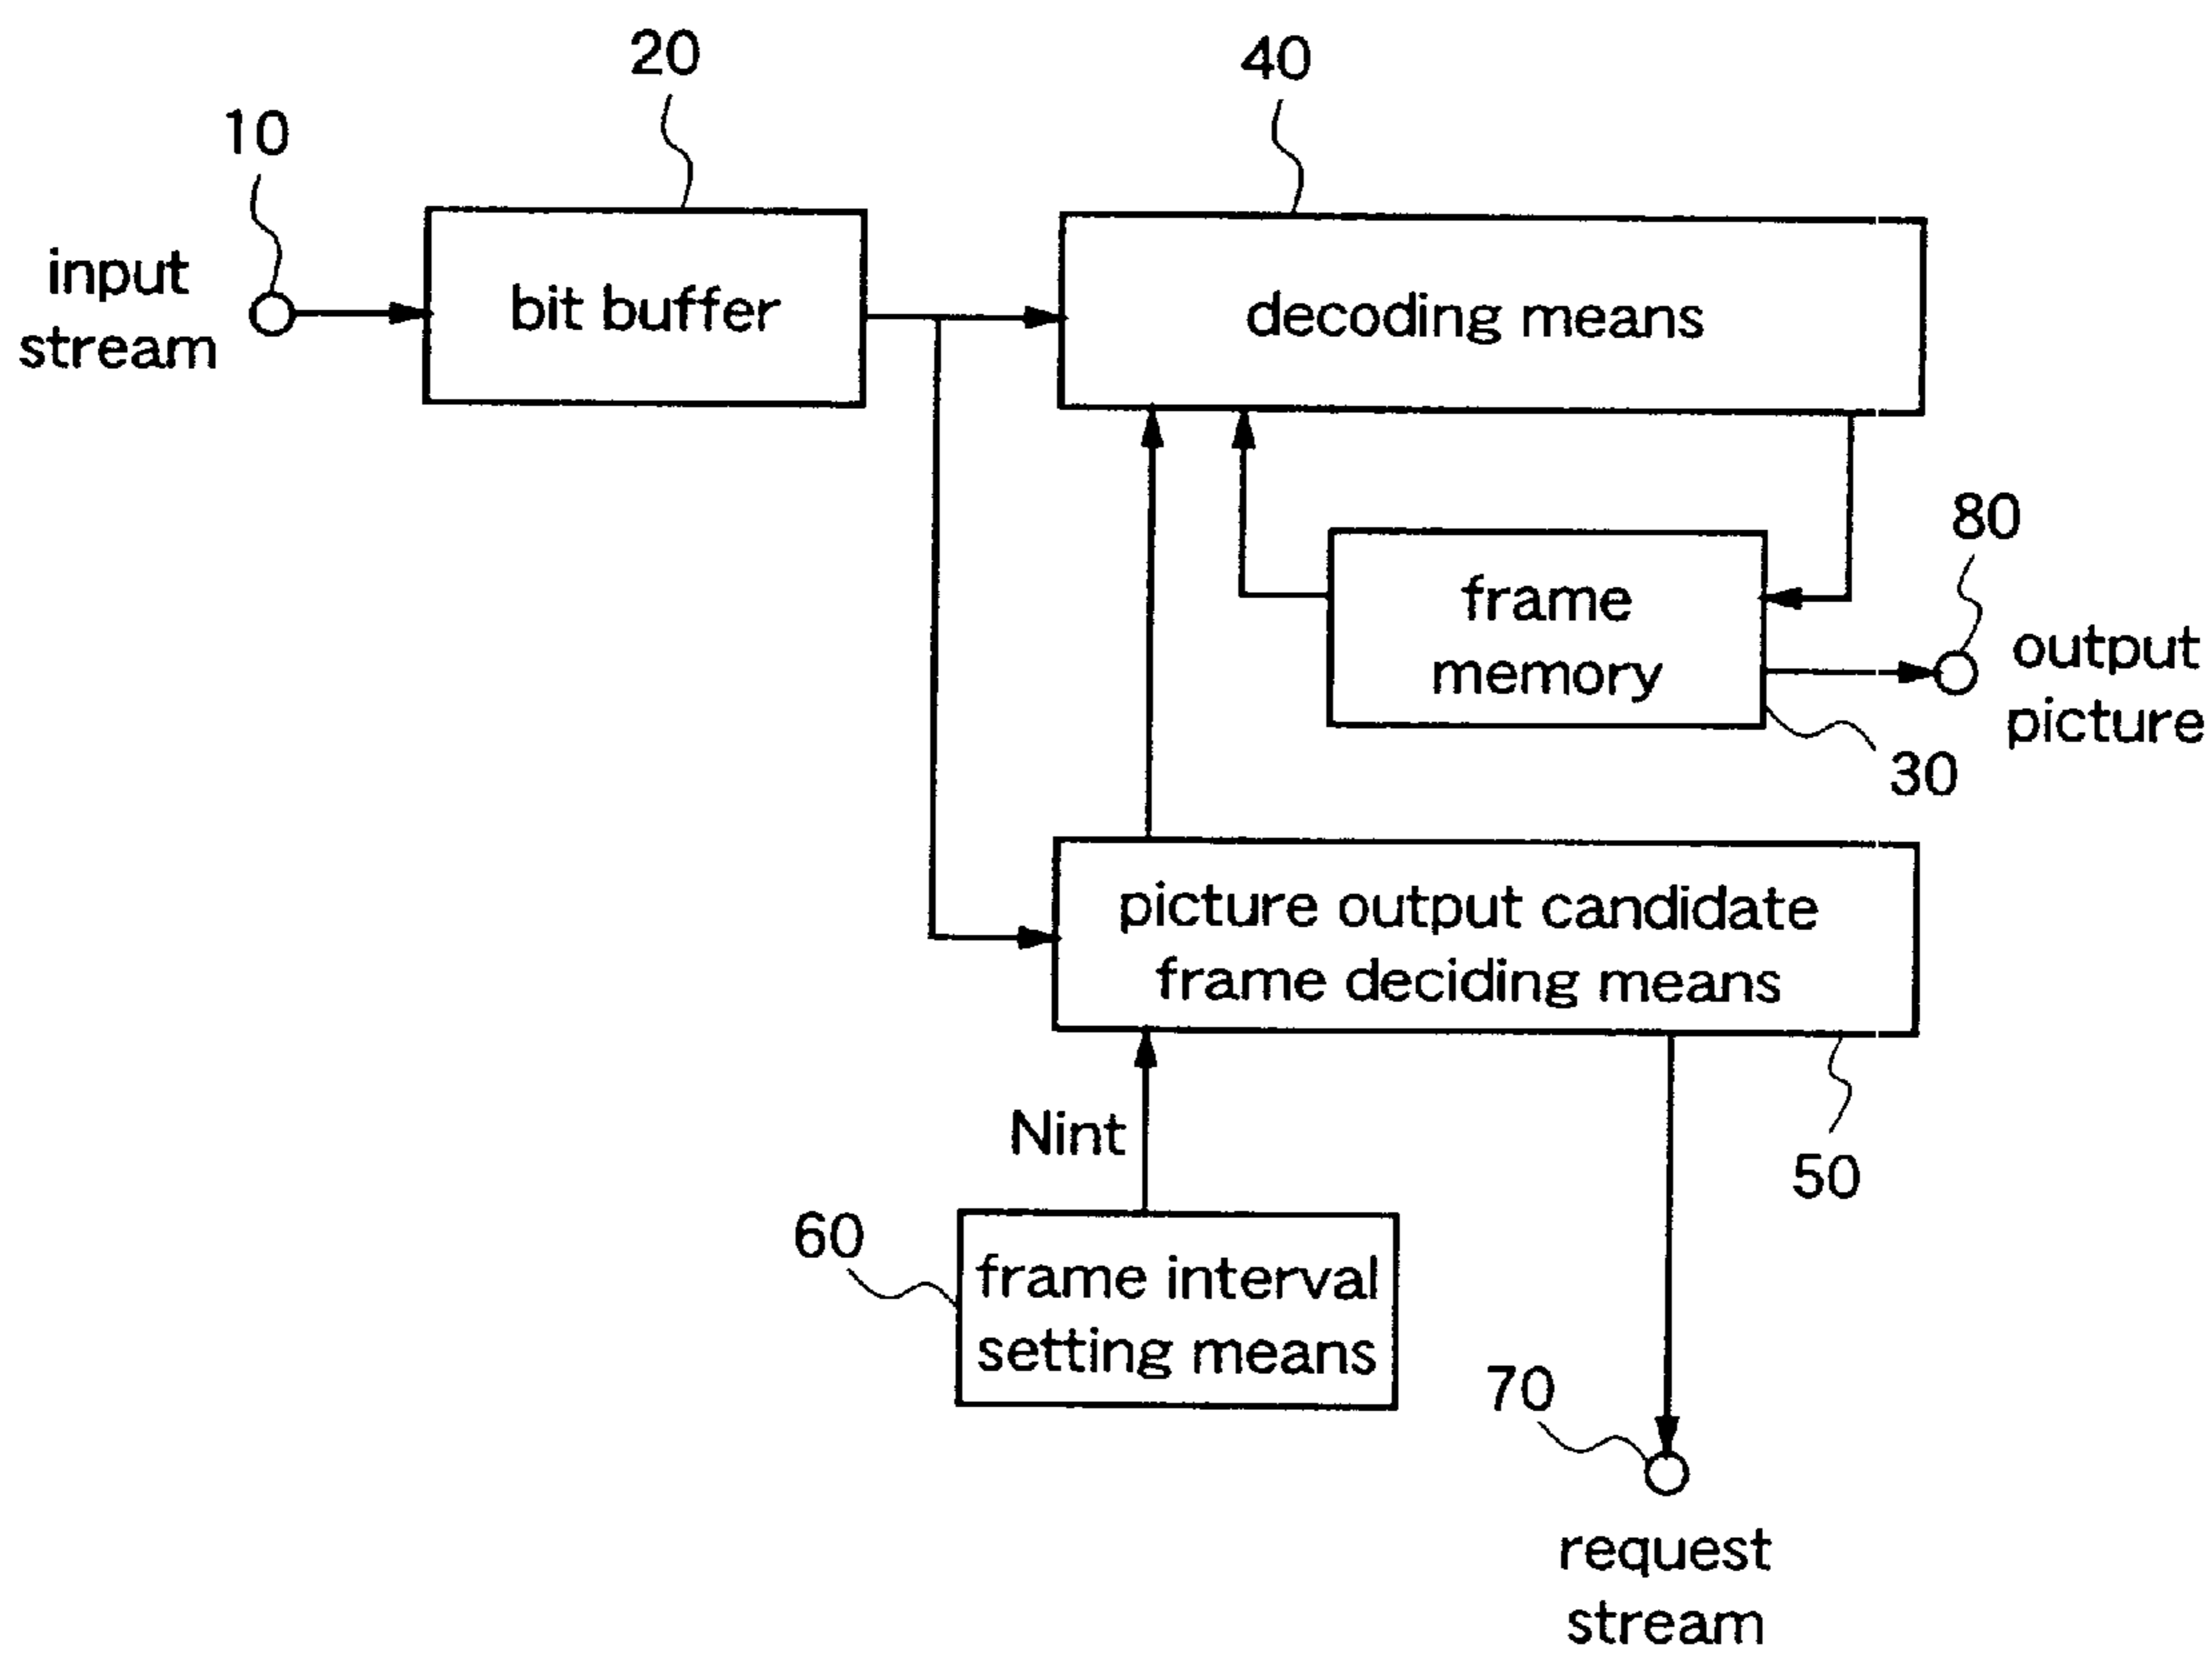 20
40
10
input
stream
bit buffer
decoding means
80
frame
memory
output
picture
30
picture output candidate
frame deciding means
Nint
50
60
frame interval
setting means
70
request
stream